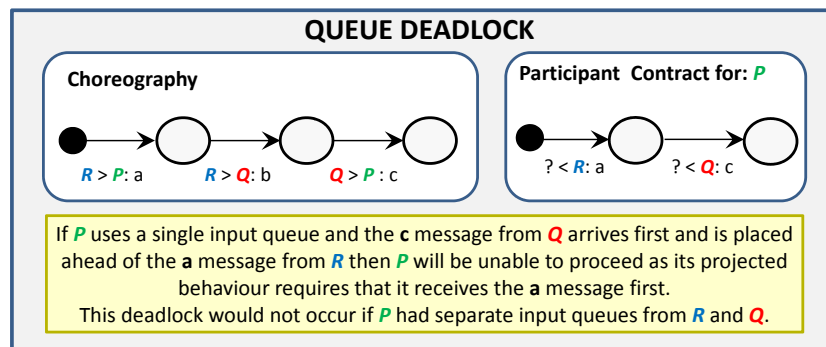 QUEUE DEADLOCK
Choreography
R > P: a
R > Q: b
Q > P : c
Participant Contract for: P
? < R: a
? < Q: c
If P uses a single input queue and the c message from Q arrives first and is placed
ahead of the a message from R then P will be unable to proceed as its projected
behaviour requires that it receives the a message first.
This deadlock would not occur if P had separate input queues from R and Q.